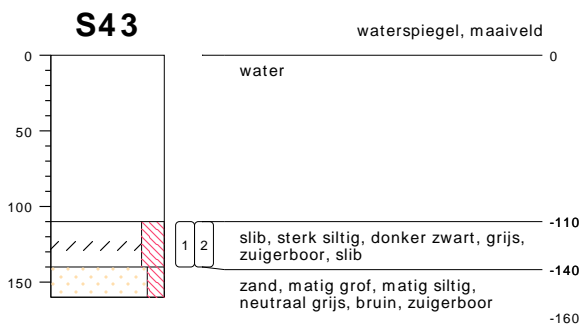 S43
waterspiegel, maaiveld
0
0
water
50
100
-110
1
2
slib, sterk siltig, donker zwart, grijs,
zuigerboor, slib
-140
150
zand, matig grof, matig siltig,
neutraal grijs, bruin, zuigerboor
-160